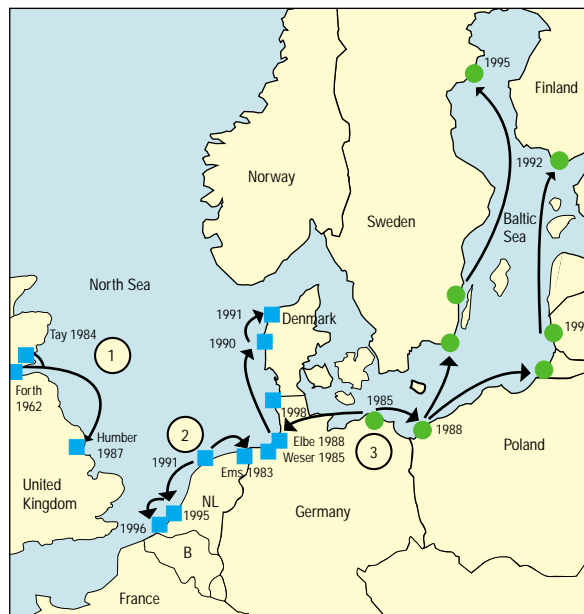 1995
Finland
1992
Norway
Sweden
Baltic
Sea
North Sea
1991
Denmark
Tay 1984
1
1990
199
Forth
1962
1998
1985
Humber
1987
2
Elbe 1988
3
1988
1991
Weser 1985
Poland
Ems 1983
United
Kingdom
NL
1995
Germany
1996
B
France